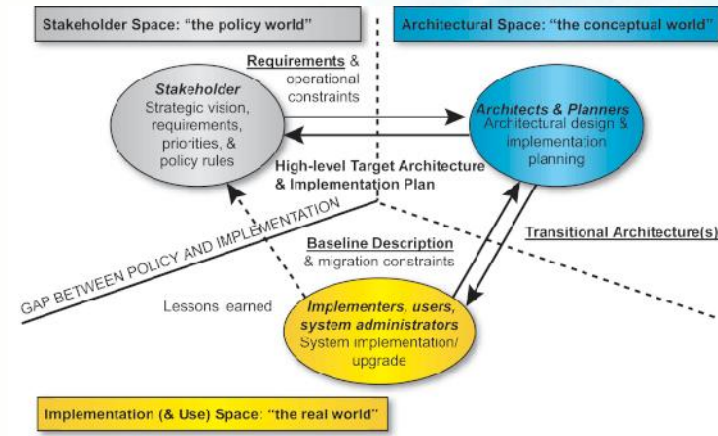 Stakeholder Space: "the policy world"
Architectural Space: "the conceptual world"
Requirements &
operational
constraints
Stakeholder
Strategic vision,
requirements,
priorities, &
policy rules
Architects & Planners
Architectural design &
implementation
planning
High-level Target Architecture
& Implementation Plan
GAP BETWEEN POLICY AND IMPLEMENTATION
Baseline Description
& migration constraints
Transitional Architecture(s)
Lessons earned
Implementers, users,
system administrators
System implementation/
upgrade
Implementation (& Use) Space: "the real world"